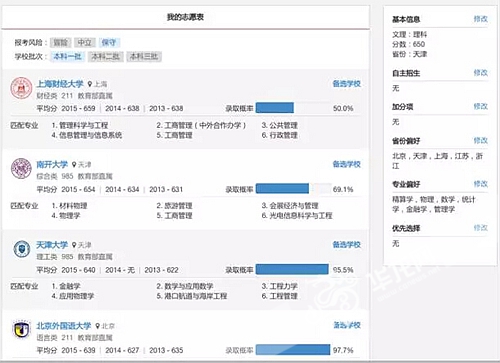 我的志愿表
报考风险： 冒险 中立 保守
学校批次： 本科一批 本科二批 本科三批
上海财经大学 上海 备选学校
财经类 211 教育部直属
平均分 2015 - 659 2014 - 638 2013 - 638 录取概率 50.0%
匹配专业 1. 管理科学与工程 2. 工商管理（中外合作办学） 3. 公共管理
4. 信息管理与信息系统 5. 工商管理 6. 行政管理
南开大学 天津 备选学校
综合类 985 教育部直属
平均分 2015 - 654 2014 - 634 2013 - 631 录取概率 69.1%
匹配专业 1. 材料物理 2. 旅游管理 3. 会展经济与管理
4. 物理学 5. 工商管理 6. 光电信息科学与工程
天津大学 天津 备选学校
理工类 985 教育部直属
平均分 2015 - 640 2014 - 无 2013 - 622 录取概率 95.5%
匹配专业 1. 金融学 2. 数学与应用数学 3. 工程力学
4. 应用物理学 5. 港口航道与海岸工程 6. 工程管理
北京外国语大学 北京 备选学校
语言类 211 教育部直属
平均分 2015 - 639 2014 - 627 2013 - 635 录取概率 97.7%
基本信息 修改
文理：理科
分数：650
省份：天津
自主招生 修改
无
加分项 修改
无
省份偏好 修改
北京，天津，上海，江苏，浙
江
专业偏好 修改
精算学，物理，数学，统计
学，金融学，管理学
优先选择 修改
无